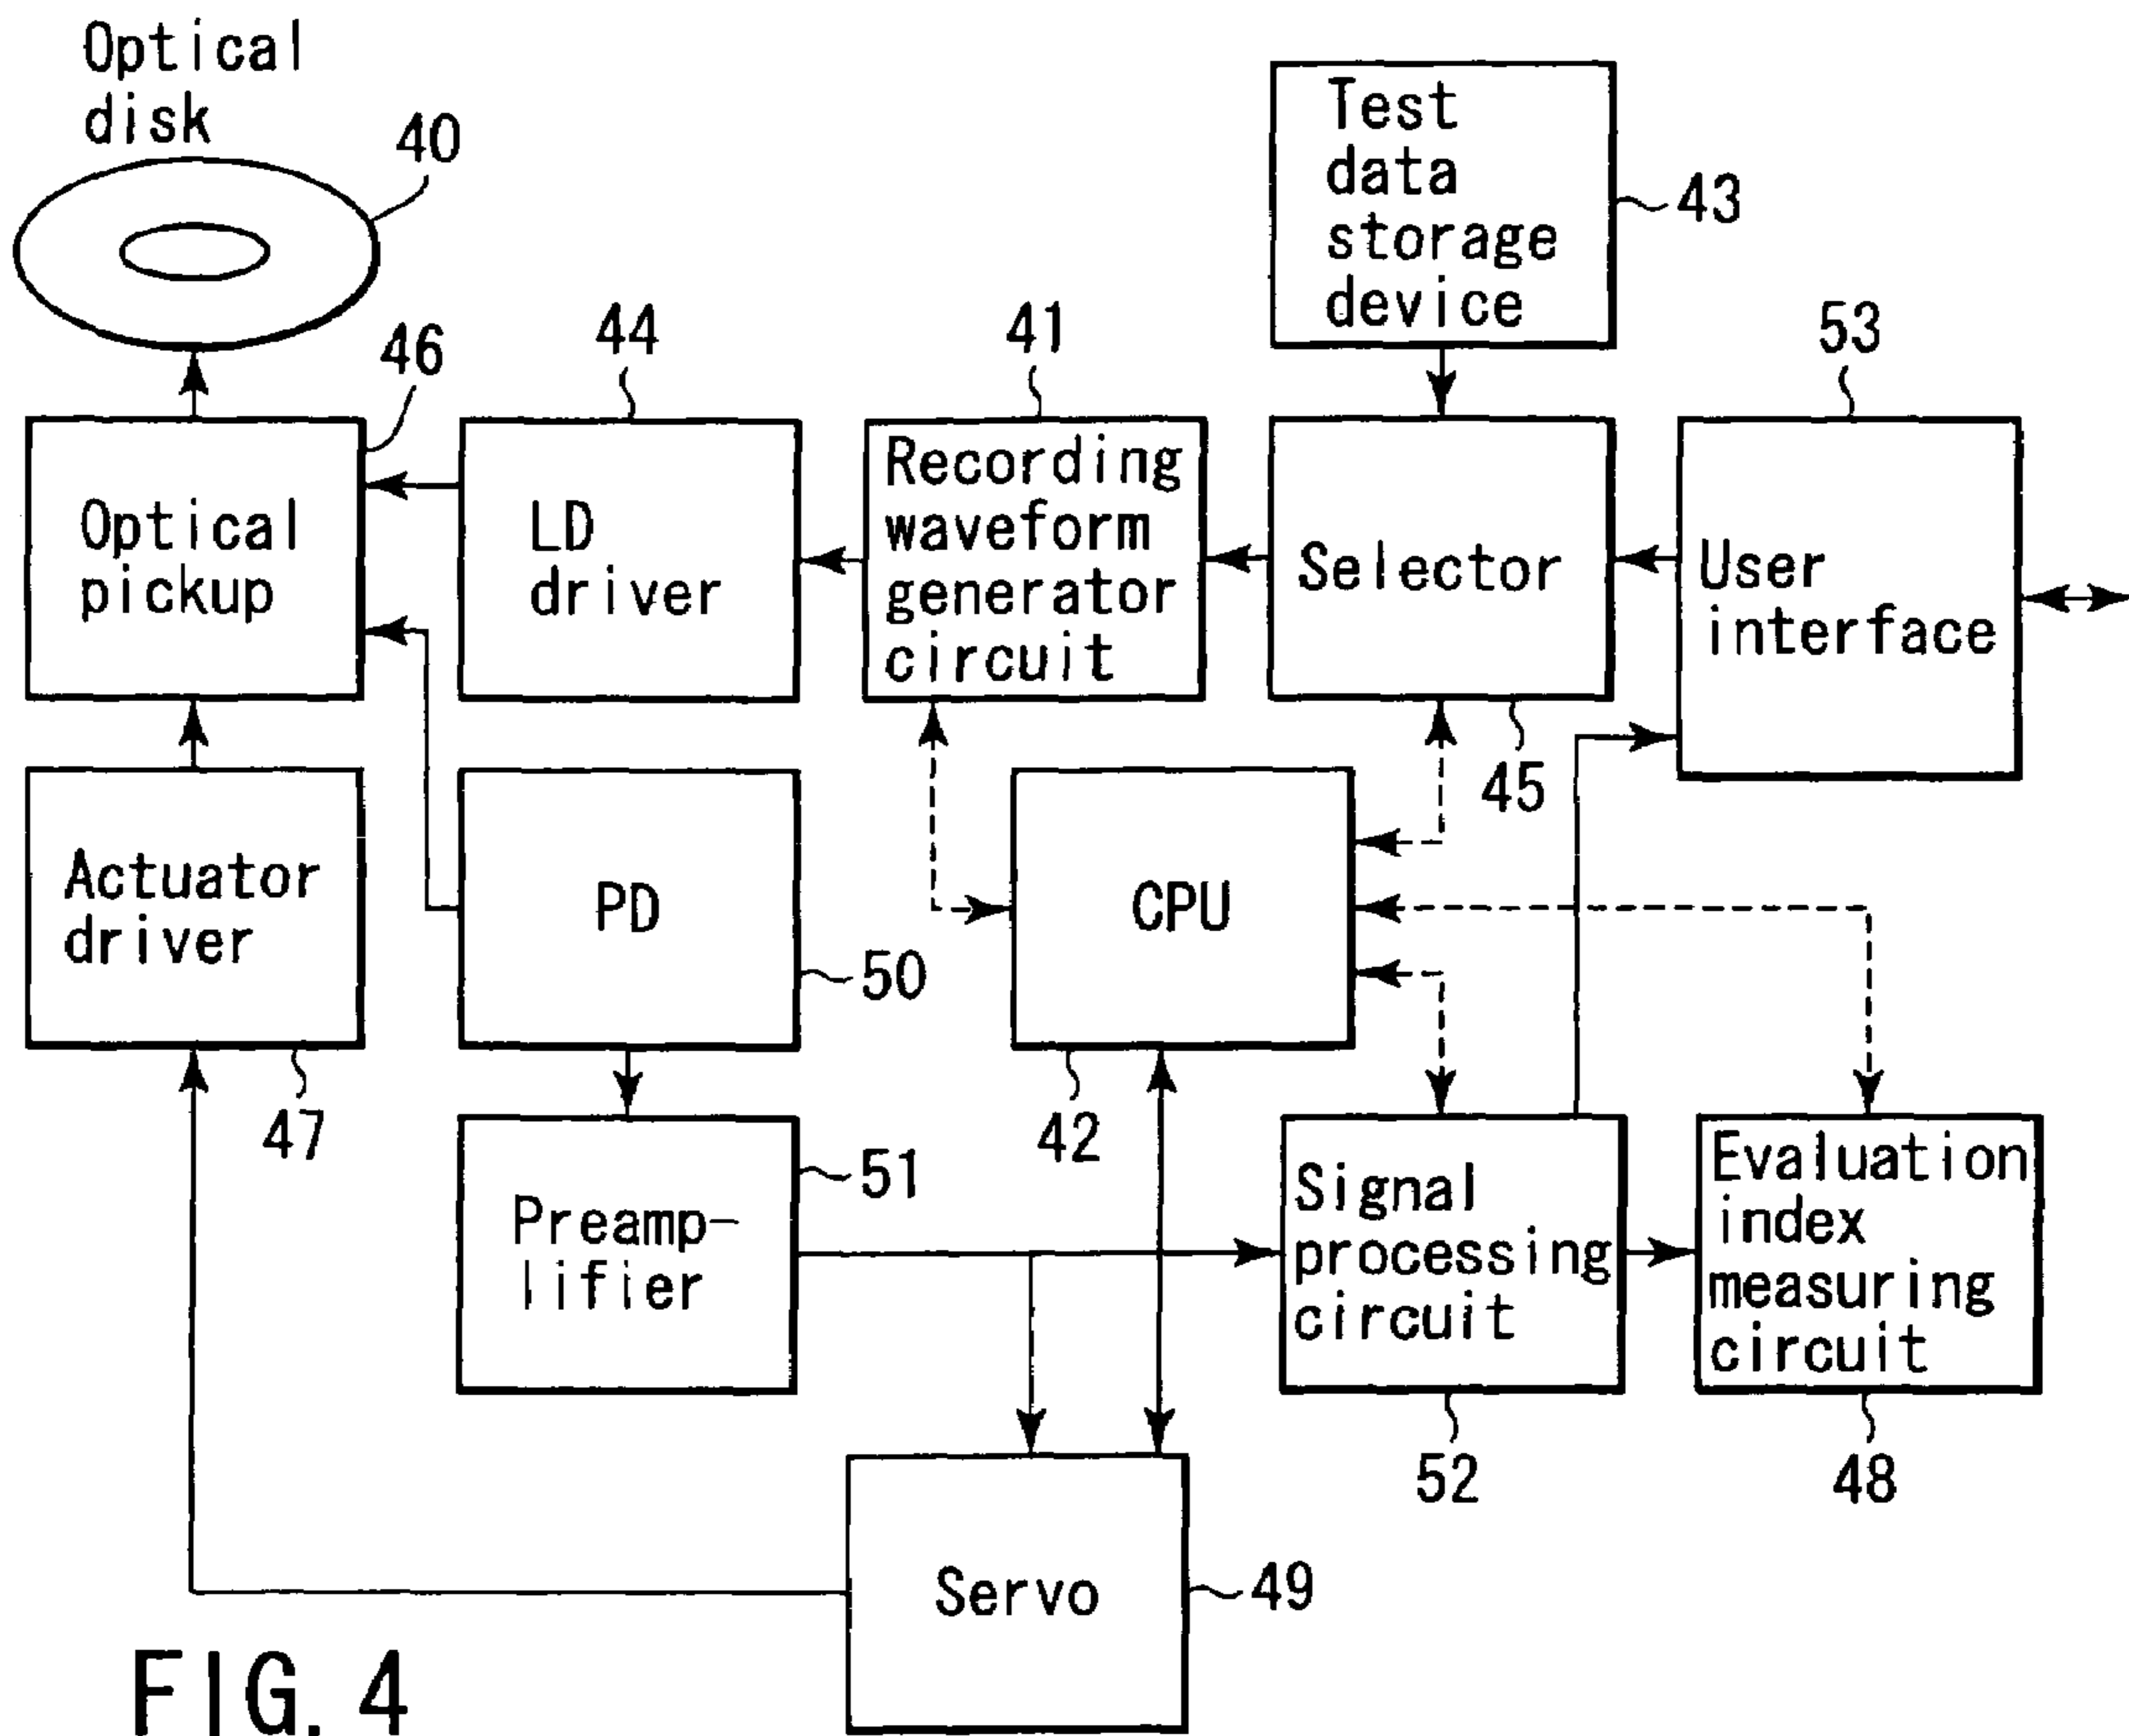 Optical
disk
40
Test
data
storage
device
43
46
44
41
53
Optical
pickup
LD
driver
Recording
waveform
generator
circuit
Selector
User
interface
45
Actuator
driver
PD
CPU
50
47
42
51
Preamp-
lifier
Signal
processing
circuit
Evaluation
index
measuring
circuit
52
48
Servo
49
FIG. 4